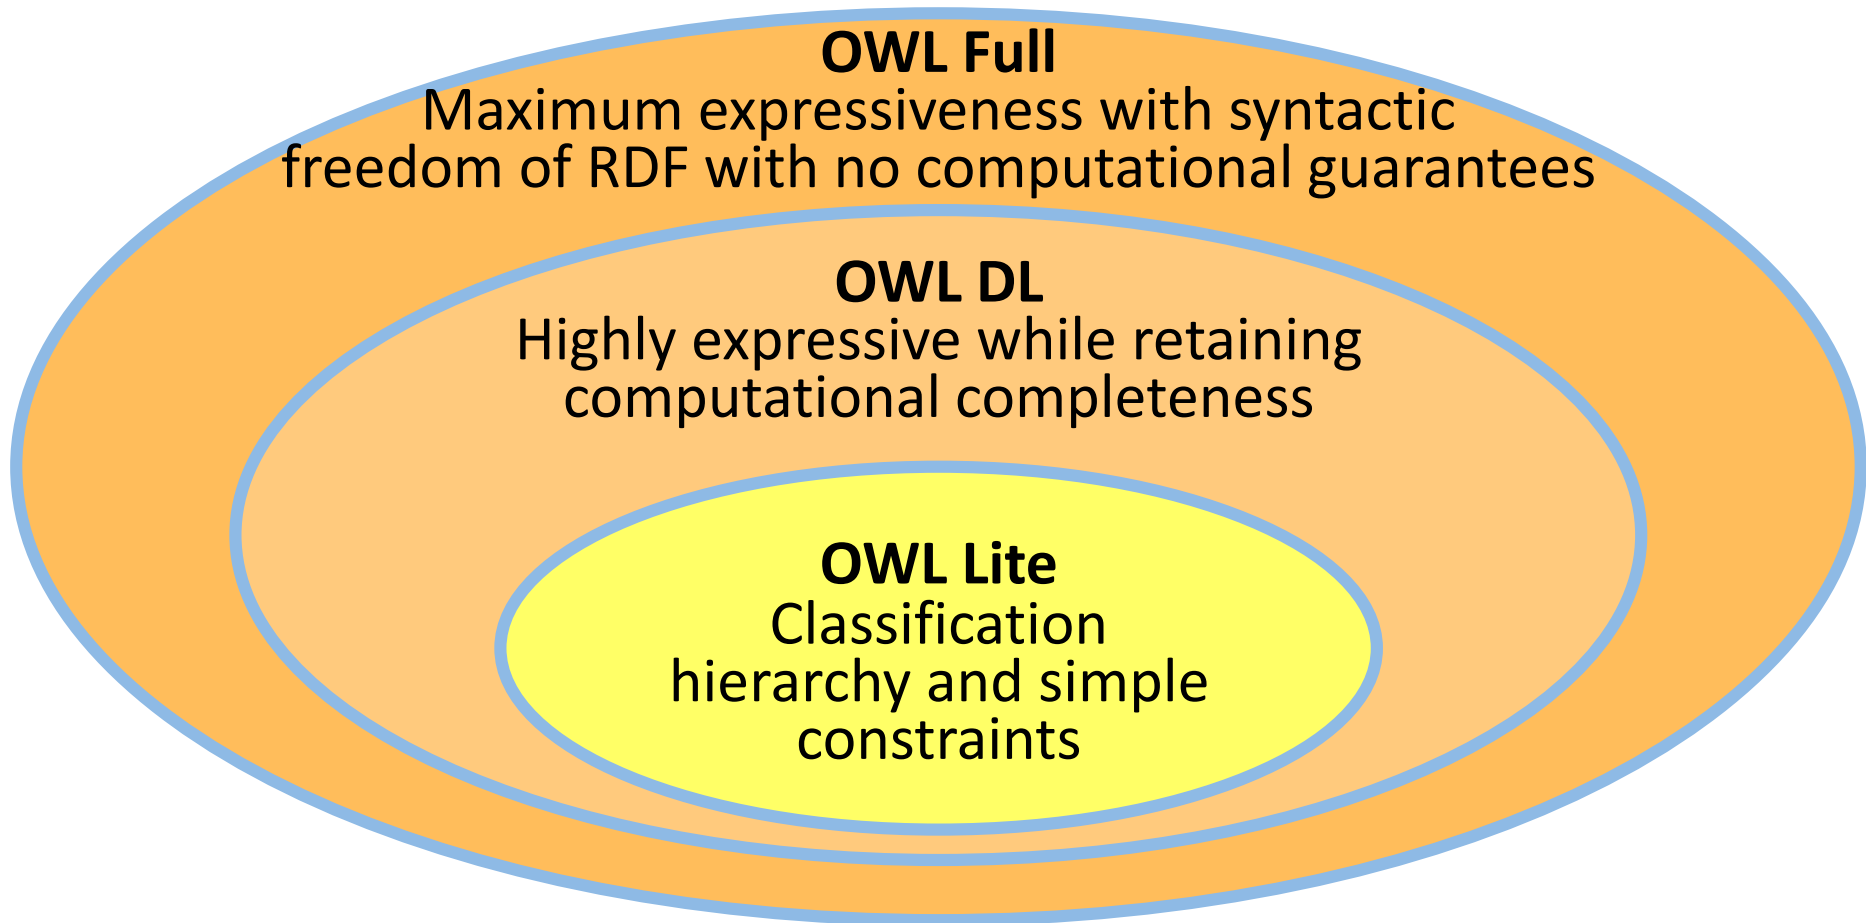 OWL Full
Maximum expressiveness with syntactic
freedom of RDF with no computational guarantees
OWL DL
Highly expressive while retaining
computational completeness
OWL Lite
Classification
hierarchy and simple
constraints